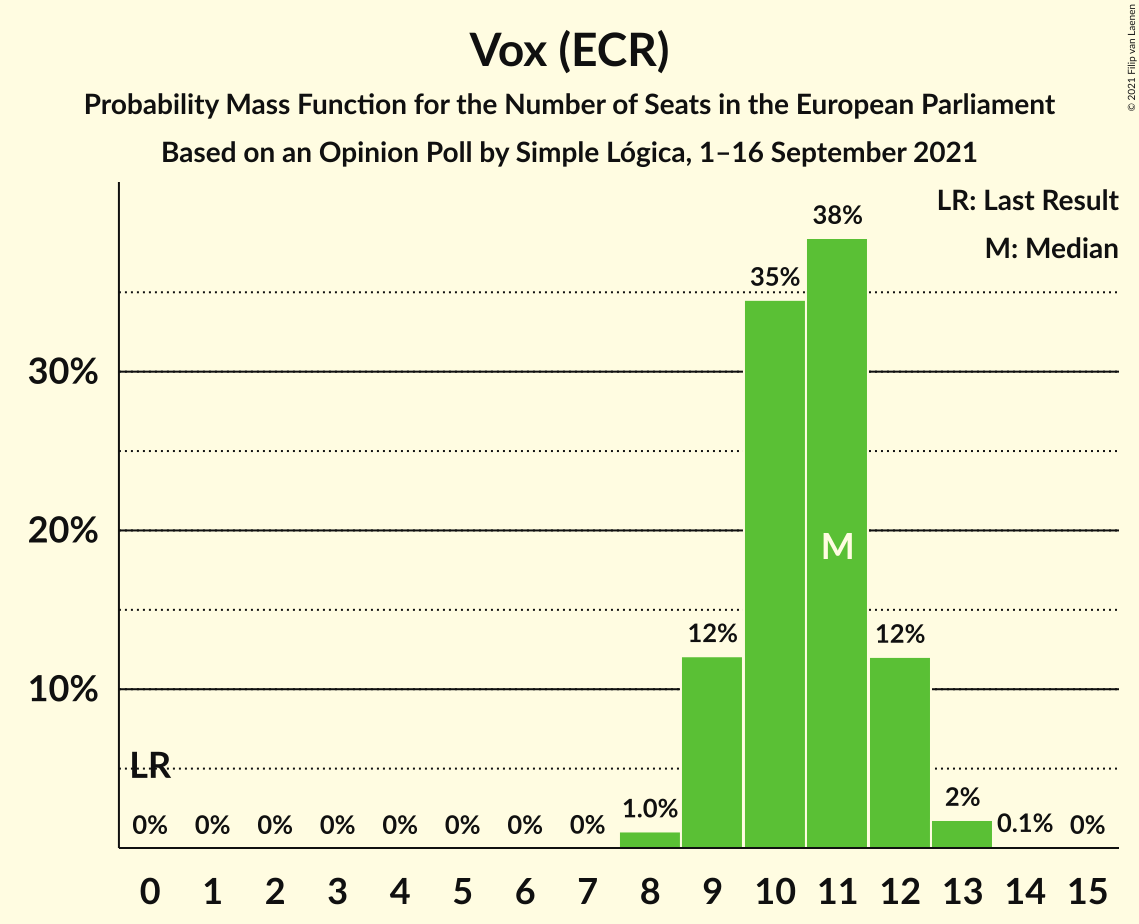 Vox (ECR)
Probability Mass Function for the Number of Seats in the European Parliament
Based on an Opinion Poll by Simple Lógica, 1–16 September 2021
© 2021 Filip van Laenen
LR: Last Result
M: Median
38%
35%
30%
20%
M
12%
12%
10%
LR
0%
0%
0%
0%
0%
0%
0%
0%
1.0%
2%
0.1%
0%
0 1 2 3 4 5 6 7 8 9 10 11 12 13 14 15